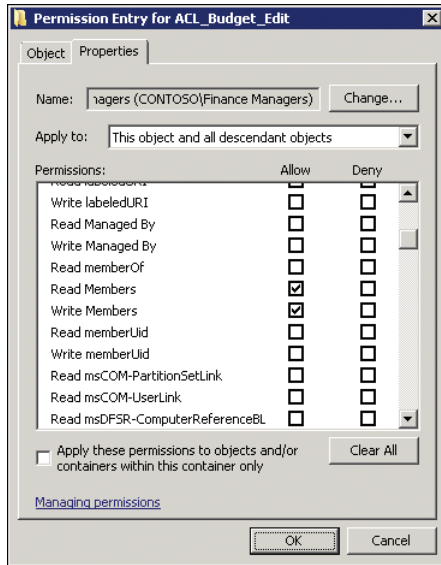 Permission Entry for ACL_Budget_Edit
Object Properties
Name: nagers (CONTOSO\Finance Managers) Change...
Apply to: This object and all descendant objects
Permissions: Allow Deny
Read labeledURI
Write labeledURI
Read Managed By
Write Managed By
Read memberOf
Read Members
Write Members
Read memberUid
Write memberUid
Read msCOM-PartitionSetLink
Read msCOM-UserLink
Read msDFSR-ComputerReferenceBL
Apply these permissions to objects and/or Clear All
containers within this container only
Managing permissions
OK Cancel